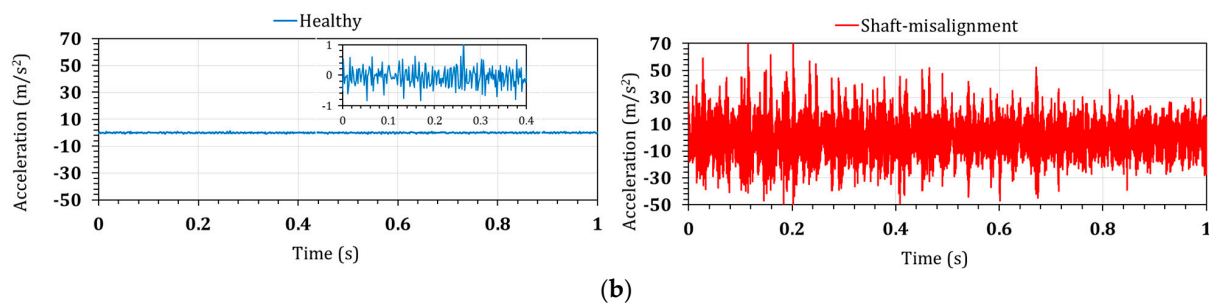 Healthy
70
50
30
10
-10
-30
-50
Acceleration (m/s²)
1
0
-1
0 0.1 0.2 0.3 0.4
0 0.2 0.4 0.6 0.8 1
Time (s)
Shaft-misalignment
70
50
30
10
-10
-30
-50
Acceleration (m/s²)
0 0.2 0.4 0.6 0.8 1
Time (s)
(b)